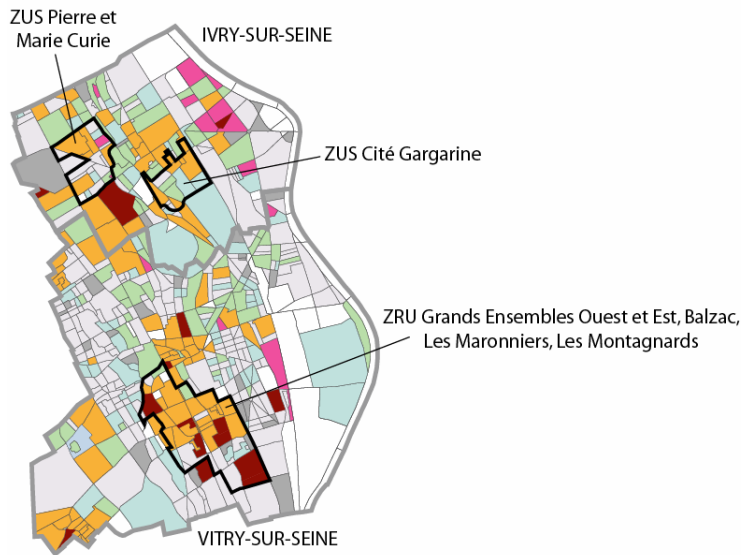 ZUS Pierre et
Marie Curie
IVRY-SUR-SEINE
ZUS Cité Gargarine
ZRU Grands Ensembles Ouest et Est, Balzac,
Les Maronniers, Les Montagnards
VITRY-SUR-SEINE